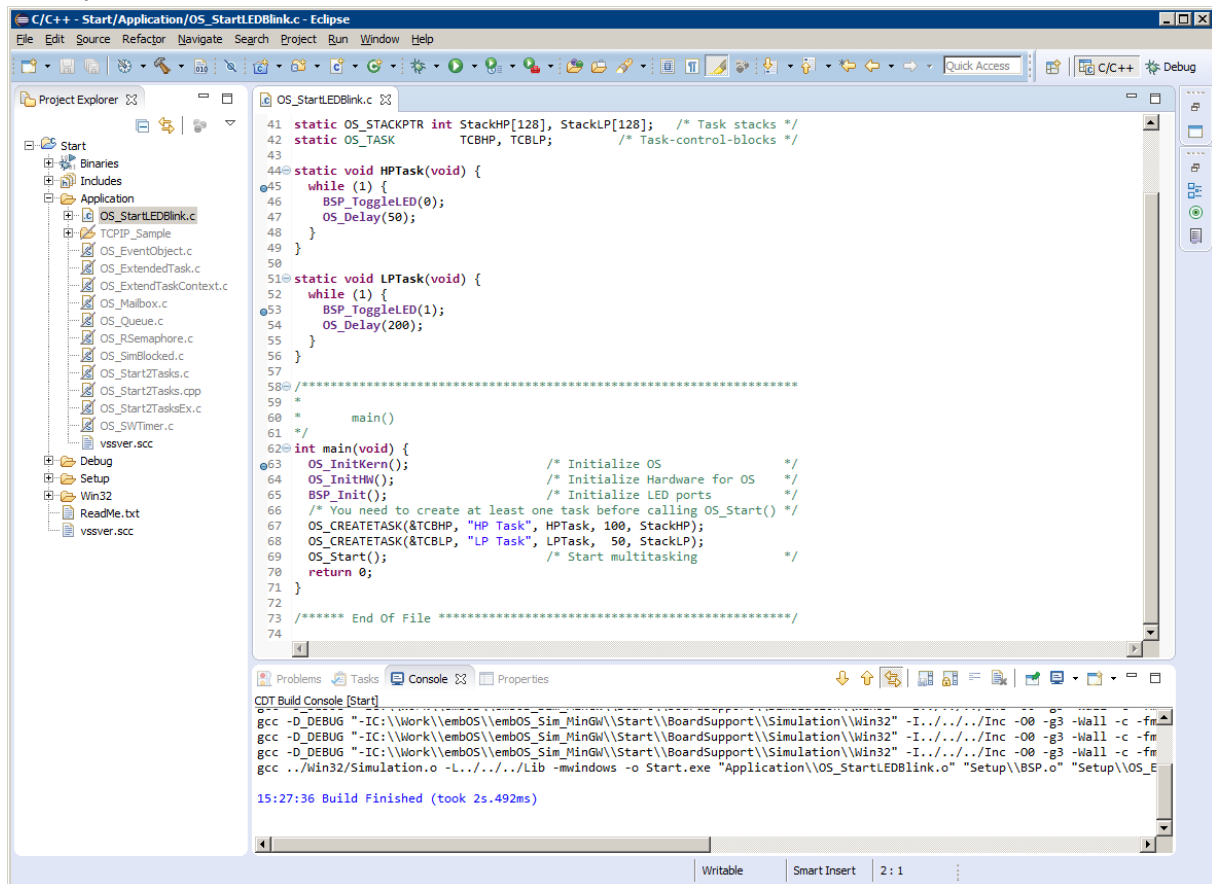 C/C++ - Start/Application/OS_StartLEDBlink.c - Eclipse
File Edit Source Refactor Navigate Search Project Run Window Help
Quick Access C/C++ Debug
Project Explorer
Start
Binaries
Includes
Application
OS_StartLEDBlink.c
TCPIP_Sample
OS_EventObject.c
OS_ExtendedTask.c
OS_ExtendTaskContext.c
OS_Mailbox.c
OS_Queue.c
OS_RSemaphore.c
OS_SimBlocked.c
OS_Start2Tasks.c
OS_Start2Tasks.cpp
OS_Start2TasksEx.c
OS_SWTimer.c
vssver.scc
Debug
Setup
Win32
ReadMe.txt
vssver.scc
OS_StartLEDBlink.c
41 static OS_STACKPTR int StackHP[128], StackLP[128]; /* Task stacks */
42 static OS_TASK TCBHP, TCBLP; /* Task-control-blocks */
43
44 static void HPTask(void) {
45 while (1) {
46 BSP_ToggleLED(0);
47 OS_Delay(50);
48 }
49 }
50
51 static void LPTask(void) {
52 while (1) {
53 BSP_ToggleLED(1);
54 OS_Delay(200);
55 }
56 }
57
58 /*********************************************************************
59 *
60 * main()
61 */
62 int main(void) {
63 OS_InitKern(); /* Initialize OS */
64 OS_InitHW(); /* Initialize Hardware for OS */
65 BSP_Init(); /* Initialize LED ports */
66 /* You need to create at least one task before calling OS_Start() */
67 OS_CREATETASK(&TCBHP, "HP Task", HPTask, 100, StackHP);
68 OS_CREATETASK(&TCBLP, "LP Task", LPTask, 50, StackLP);
69 OS_Start(); /* Start multitasking */
70 return 0;
71 }
72
73 /****** End Of File *************************************************/
74
Problems Tasks Console Properties
CDT Build Console [Start]
gcc -D_DEBUG "-IC:\\Work\\embOS\\embOS_Sim_MinGW\\Start\\BoardSupport\\Simulation\\Win32" -I../../../Inc -O0 -g3 -Wall -c -fm
gcc -D_DEBUG "-IC:\\Work\\embOS\\embOS_Sim_MinGW\\Start\\BoardSupport\\Simulation\\Win32" -I../../../Inc -O0 -g3 -Wall -c -fm
gcc -D_DEBUG "-IC:\\Work\\embOS\\embOS_Sim_MinGW\\Start\\BoardSupport\\Simulation\\Win32" -I../../../Inc -O0 -g3 -Wall -c -fm
gcc ../Win32/Simulation.o -L../../../Lib -mwindows -o Start.exe "Application\\OS_StartLEDBlink.o" "Setup\\BSP.o" "Setup\\OS_E
15:27:36 Build Finished (took 2s.492ms)
Writable Smart Insert 2 : 1